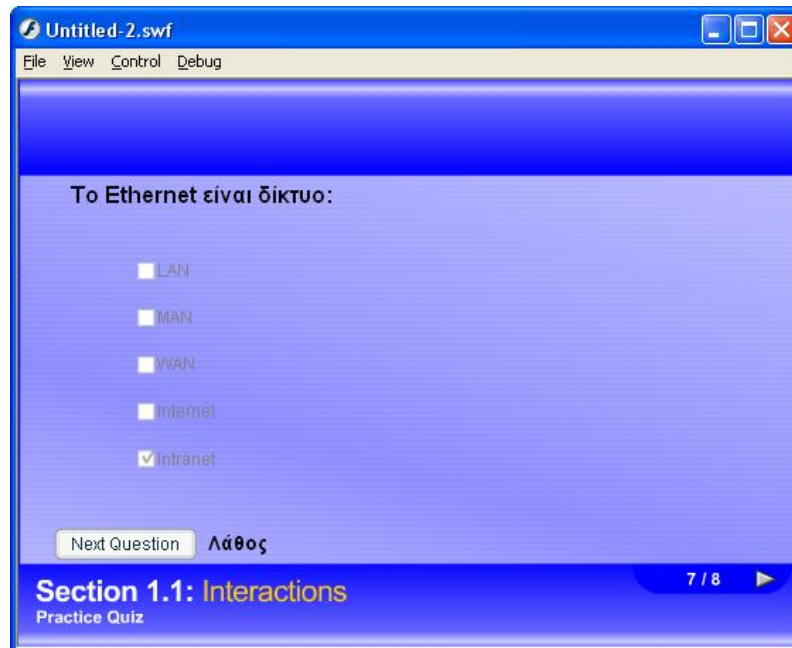 Untitled-2.swf
File View Control Debug
Το Ethernet είναι δίκτυο:
LAN
MAN
WAN
Internet
Intranet
Next Question Λάθος
Section 1.1: Interactions
7 / 8
Practice Quiz